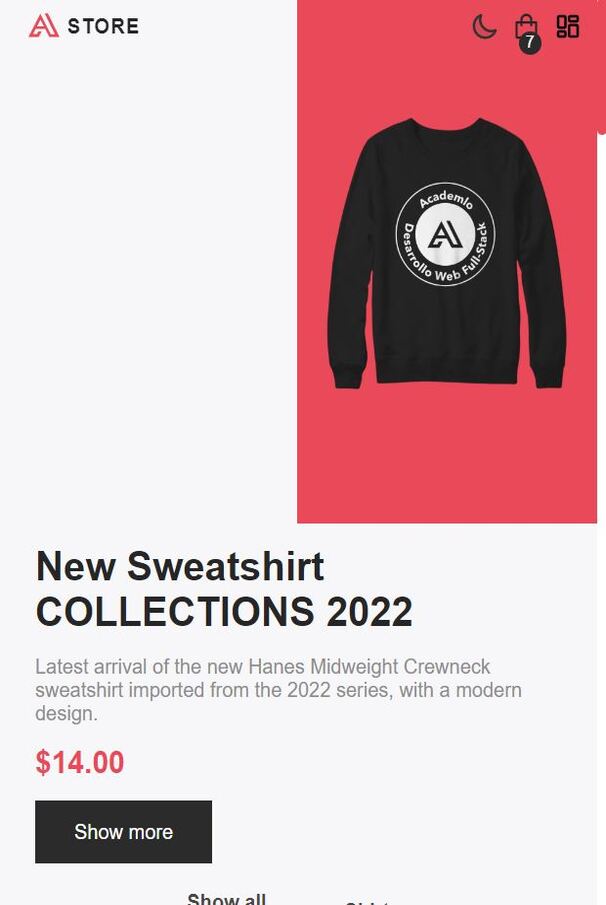 STORE
7
Academlo
Desarrollo Web Full-Stack
New Sweatshirt
COLLECTIONS 2022
Latest arrival of the new Hanes Midweight Crewneck
sweatshirt imported from the 2022 series, with a modern
design.
$14.00
Show more
Show all